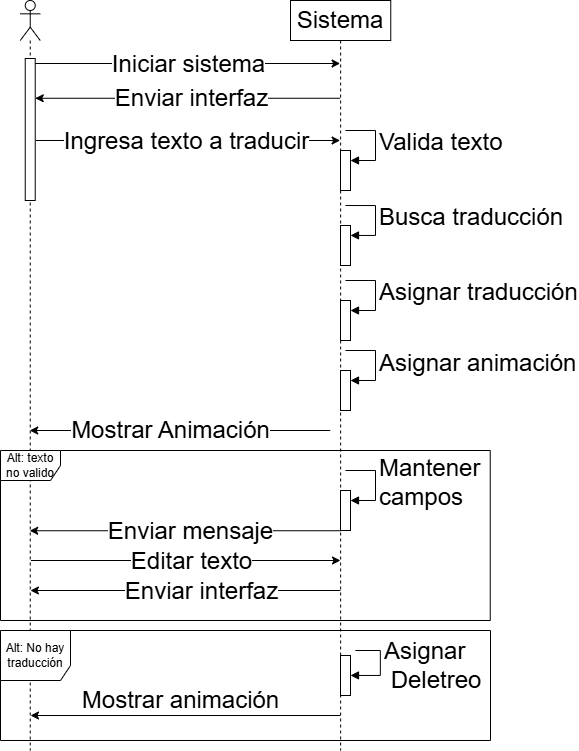 Sistema
Iniciar sistema
Enviar interfaz
Ingresa texto a traducir
Valida texto
Busca traducción
Asignar traducción
Asignar animación
Mostrar Animación
Alt: texto
no valido
Mantener
campos
Enviar mensaje
Editar texto
Enviar interfaz
Alt: No hay
traducción
Asignar
Deletreo
Mostrar animación